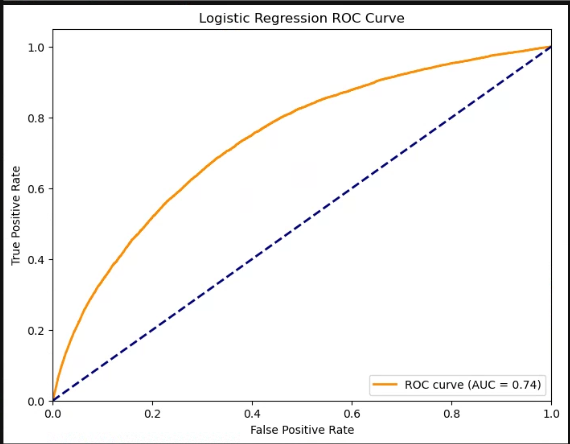 Logistic Regression ROC Curve
1.0
0.8
0.6
0.4
0.2
0.0
True Positive Rate
ROC curve (AUC = 0.74)
0.0 0.2 0.4 0.6 0.8 1.0
False Positive Rate